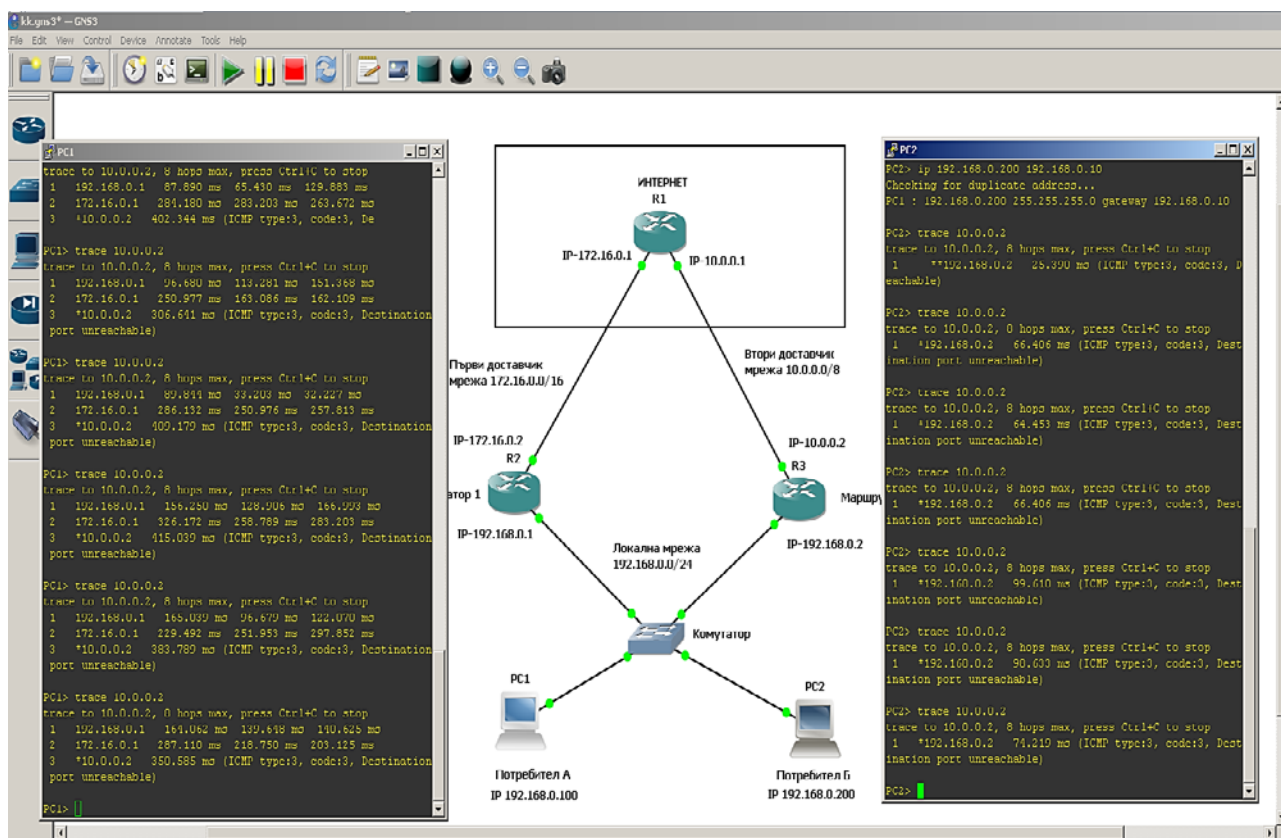 kk.gns3* — GNS3
File Edit View Control Device Annotate Tools Help
PC1
trace to 10.0.0.2, 8 hops max, press Ctrl+C to stop
1 192.168.0.1 87.890 ms 65.430 ms 129.883 ms
2 172.16.0.1 284.180 ms 283.203 ms 263.672 ms
3 *10.0.0.2 402.344 ms (ICMP type:3, code:3, De
PC1> trace 10.0.0.2
trace to 10.0.0.2, 8 hops max, press Ctrl+C to stop
1 192.168.0.1 96.680 ms 113.281 ms 151.368 ms
2 172.16.0.1 250.977 ms 163.086 ms 162.109 ms
3 *10.0.0.2 306.641 ms (ICMP type:3, code:3, Destination
port unreachable)
PC1> trace 10.0.0.2
trace to 10.0.0.2, 8 hops max, press Ctrl+C to stop
1 192.168.0.1 89.844 ms 33.203 ms 32.227 ms
2 172.16.0.1 286.132 ms 250.976 ms 257.813 ms
3 *10.0.0.2 409.179 ms (ICMP type:3, code:3, Destination
port unreachable)
PC1> trace 10.0.0.2
trace to 10.0.0.2, 8 hops max, press Ctrl+C to stop
1 192.168.0.1 156.250 ms 128.906 ms 166.993 ms
2 172.16.0.1 326.172 ms 258.789 ms 283.203 ms
3 *10.0.0.2 415.039 ms (ICMP type:3, code:3, Destination
port unreachable)
PC1> trace 10.0.0.2
trace to 10.0.0.2, 8 hops max, press Ctrl+C to stop
1 192.168.0.1 165.039 ms 96.679 ms 122.070 ms
2 172.16.0.1 229.492 ms 251.953 ms 297.852 ms
3 *10.0.0.2 383.789 ms (ICMP type:3, code:3, Destination
port unreachable)
PC1> trace 10.0.0.2
trace to 10.0.0.2, 8 hops max, press Ctrl+C to stop
1 192.168.0.1 164.062 ms 139.648 ms 140.625 ms
2 172.16.0.1 287.110 ms 218.750 ms 203.125 ms
3 *10.0.0.2 350.585 ms (ICMP type:3, code:3, Destination
port unreachable)
PC1>
ИНТЕРНЕТ
R1
IP-172.16.0.1
IP-10.0.0.1
Първи доставчик
мрежа 172.16.0.0/16
Втори доставчик
мрежа 10.0.0.0/8
IP-172.16.0.2
R2
атор 1
IP-192.168.0.1
IP-10.0.0.2
R3
Маршру
IP-192.168.0.2
Локална мрежа
192.168.0.0/24
Комутатор
PC1
PC2
Потребител А
IP 192.168.0.100
Потребител Б
IP 192.168.0.200
PC2
PC2> ip 192.168.0.200 192.168.0.10
Checking for duplicate address...
PC1 : 192.168.0.200 255.255.255.0 gateway 192.168.0.10
PC2> trace 10.0.0.2
trace to 10.0.0.2, 8 hops max, press Ctrl+C to stop
1 **192.168.0.2 25.390 ms (ICMP type:3, code:3, D
eachable)
PC2> trace 10.0.0.2
trace to 10.0.0.2, 8 hops max, press Ctrl+C to stop
1 *192.168.0.2 66.406 ms (ICMP type:3, code:3, Dest
ination port unreachable)
PC2> trace 10.0.0.2
trace to 10.0.0.2, 8 hops max, press Ctrl+C to stop
1 *192.168.0.2 64.453 ms (ICMP type:3, code:3, Dest
ination port unreachable)
PC2> trace 10.0.0.2
trace to 10.0.0.2, 8 hops max, press Ctrl+C to stop
1 *192.168.0.2 66.406 ms (ICMP type:3, code:3, Dest
ination port unreachable)
PC2> trace 10.0.0.2
trace to 10.0.0.2, 8 hops max, press Ctrl+C to stop
1 *192.168.0.2 99.610 ms (ICMP type:3, code:3, Dest
ination port unreachable)
PC2> trace 10.0.0.2
trace to 10.0.0.2, 8 hops max, press Ctrl+C to stop
1 *192.168.0.2 90.633 ms (ICMP type:3, code:3, Dest
ination port unreachable)
PC2> trace 10.0.0.2
trace to 10.0.0.2, 8 hops max, press Ctrl+C to stop
1 *192.168.0.2 74.219 ms (ICMP type:3, code:3, Dest
ination port unreachable)
PC2>